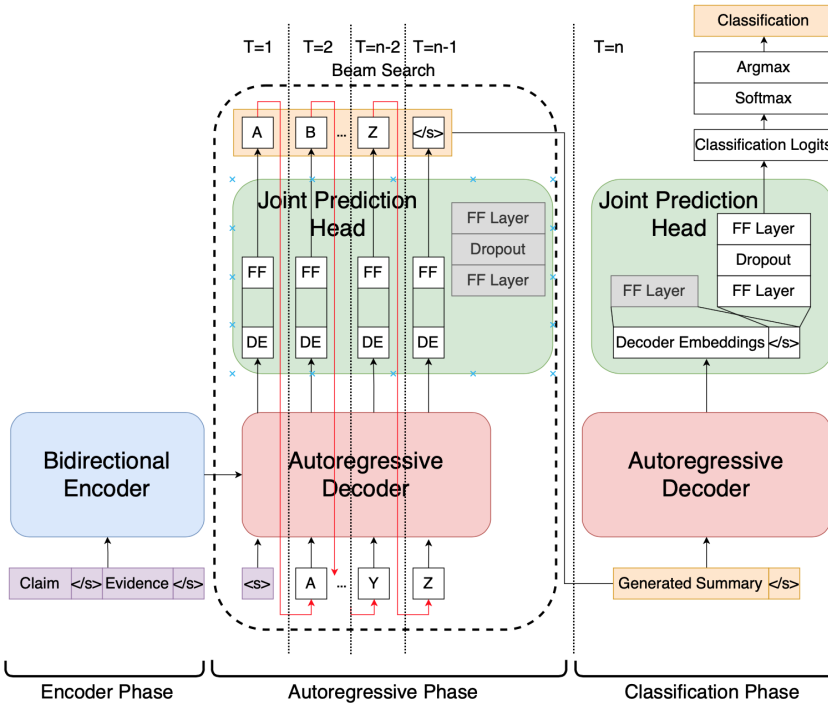 T=1
T=2
T=n-2
T=n-1
T=n
Beam Search
Classification
Argmax
Softmax
Classification Logits
A
B
...
Z
</s>
Joint Prediction
Head
FF Layer
Dropout
FF Layer
FF
FF
FF
FF
DE
DE
DE
DE
Joint Prediction
Head
FF Layer
Dropout
FF Layer
FF Layer
Decoder Embeddings
</s>
Bidirectional
Encoder
Autoregressive
Decoder
Autoregressive
Decoder
Claim
</s>
Evidence
</s>
<s>
A
...
Y
Z
Generated Summary
</s>
Encoder Phase
Autoregressive Phase
Classification Phase